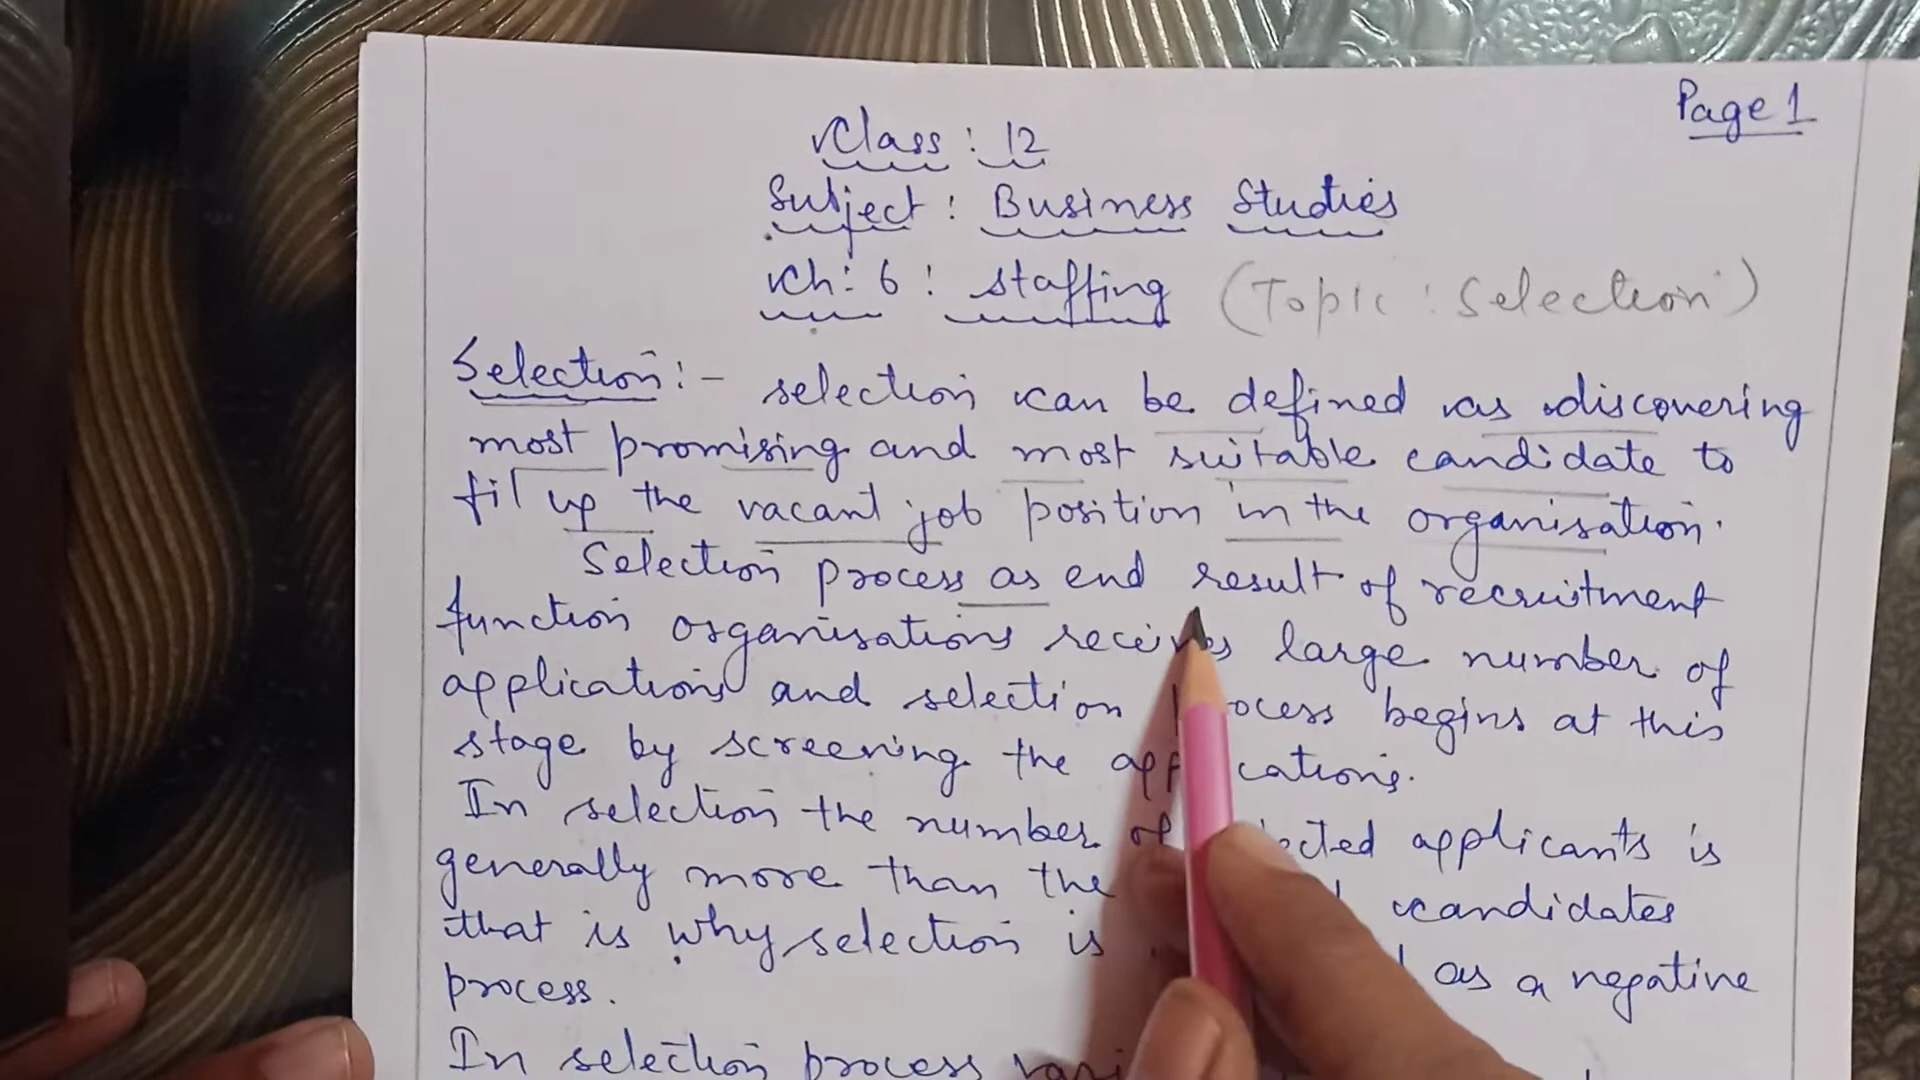 Page 1
Class : 12
Subject : Business Studies
Ch: 6 : staffing (Topic : Selection)
Selection :- selection can be defined as discovering
most promising and most suitable candidate to
fil up the vacant job position in the organisation.
Selection process as end result of recruitment
function organisations receives large number of
applications and selection process begins at this
stage by screening the applications.
In selection the number of applicants is
generally more than the candidates
that is why selection is as a negative
process.
In selection process